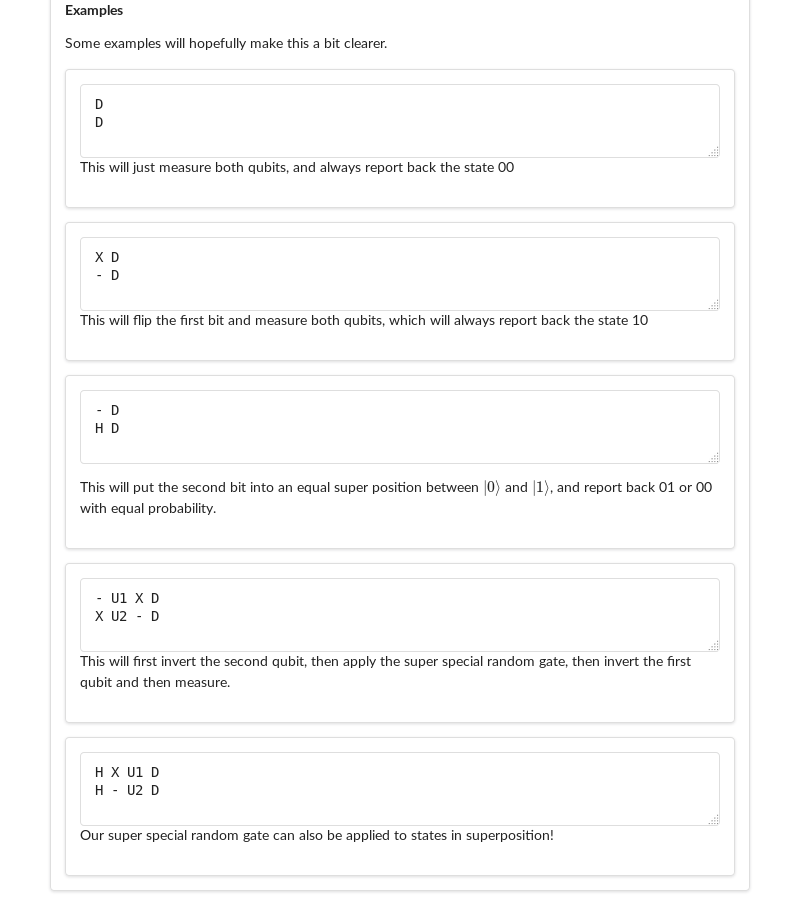 Examples
Some examples will hopefully make this a bit clearer.
D
D
This will just measure both qubits, and always report back the state 00
X D
- D
This will flip the first bit and measure both qubits, which will always report back the state 10
- D
H D
This will put the second bit into an equal super position between |0⟩ and |1⟩, and report back 01 or 00
with equal probability.
- U1 X D
X U2 - D
This will first invert the second qubit, then apply the super special random gate, then invert the first
qubit and then measure.
H X U1 D
H - U2 D
Our super special random gate can also be applied to states in superposition!